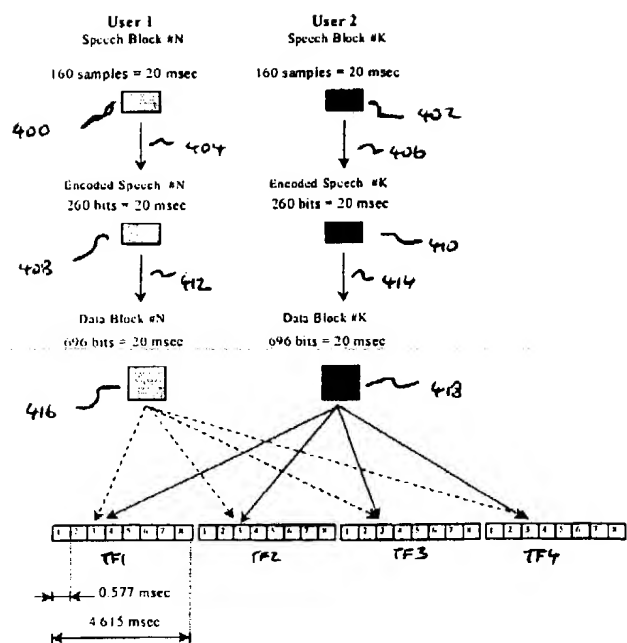 User 1 User 2
Speech Block #N Speech Block #K
160 samples = 20 msec 160 samples = 20 msec
400 402
404 406
Encoded Speech #N Encoded Speech #K
260 bits = 20 msec 260 bits = 20 msec
408 410
412 414
Data Block #N Data Block #K
696 bits = 20 msec 696 bits = 20 msec
416 418
1 2 3 4 5 6 7 8 1 2 3 4 5 6 7 8 1 2 3 4 5 6 7 8 1 2 3 4 5 6 7 8
TF1 TF2 TF3 TF4
0.577 msec
4.615 msec